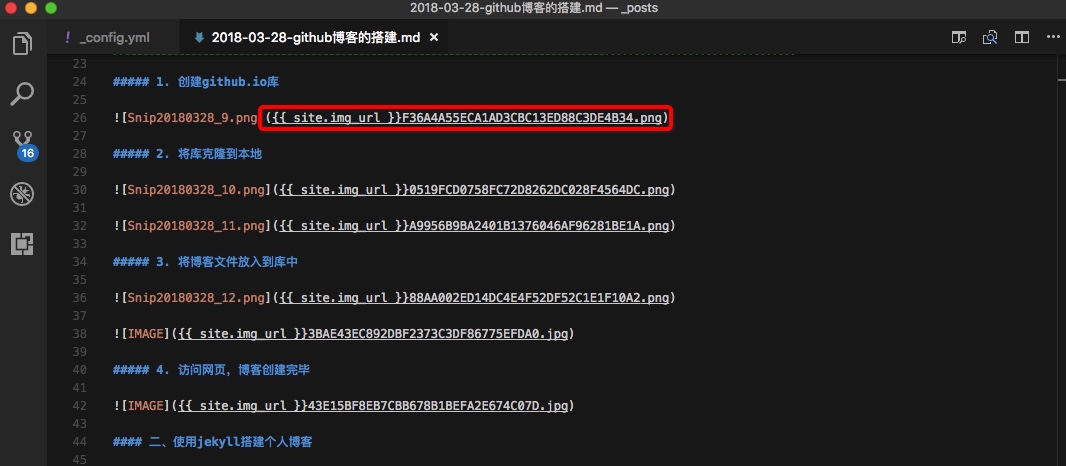 2018-03-28-github博客的搭建.md — _posts
! _config.yml
2018-03-28-github博客的搭建.md ×
23
24 ##### 1. 创建github.io库
25
26 ![Snip20180328_9.png]({{ site.img_url }}F36A4A55ECA1AD3CBC13ED88C3DE4B34.png)
27
28 ##### 2. 将库克隆到本地
29
30 ![Snip20180328_10.png]({{ site.img_url }}0519FCD0758FC72D8262DC028F4564DC.png)
31
32 ![Snip20180328_11.png]({{ site.img_url }}A9956B9BA2401B1376046AF96281BE1A.png)
33
34 ##### 3. 将博客文件放入到库中
35
36 ![Snip20180328_12.png]({{ site.img_url }}88AA002ED14DC4E4F52DF52C1E1F10A2.png)
37
38 ![IMAGE]({{ site.img_url }}3BAE43EC892DBF2373C3DF86775EFDA0.jpg)
39
40 ##### 4. 访问网页，博客创建完毕
41
42 ![IMAGE]({{ site.img_url }}43E15BF8EB7CBB678B1BEFA2E674C07D.jpg)
43
44 #### 二、使用jekyll搭建个人博客
45
16